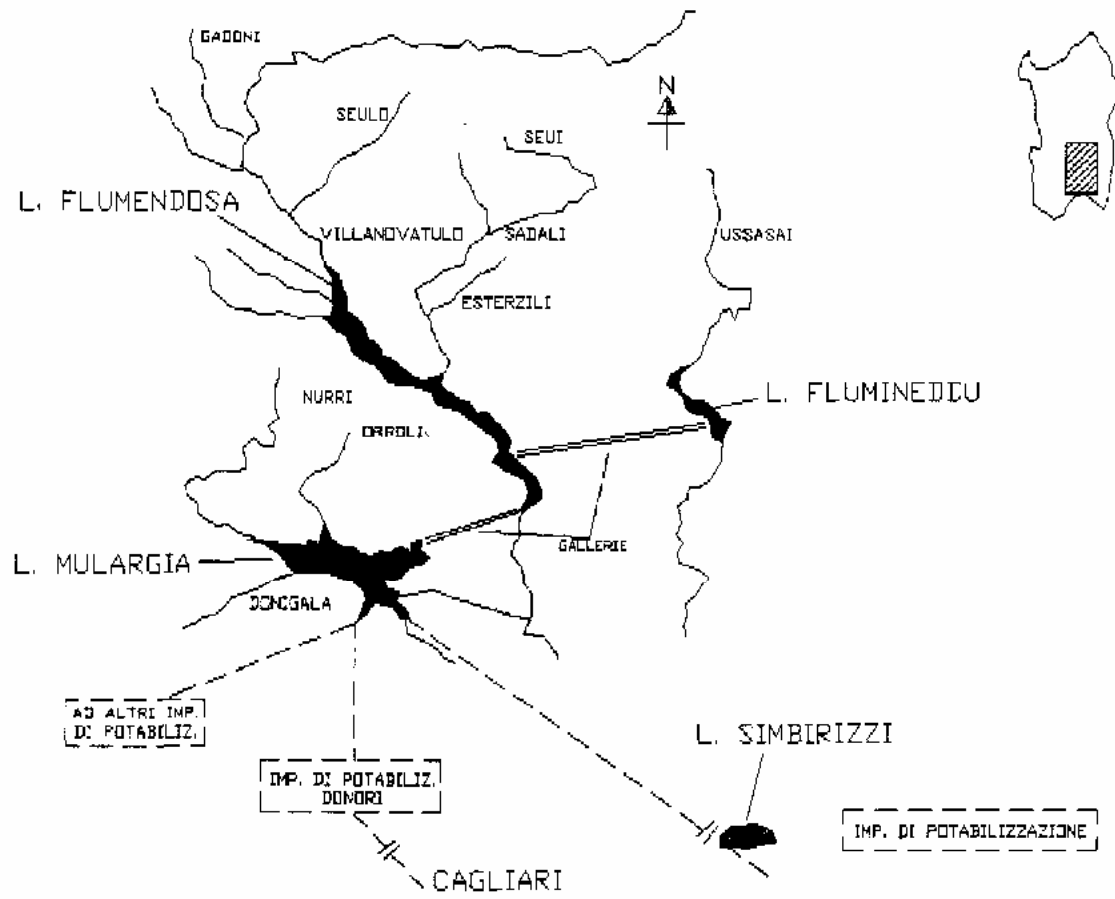 GADONI
N
SEULO
SEUI
L. FLUMENDOSA
VILLANOVATULO
SADALI
USSASAI
ESTERZILI
NURRI
L. FLUMINEDDU
ORROLI
GALLERIE
L. MULARGIA
DONIGALA
AD ALTRI IMP.
DI POTABILIZ.
L. SIMBIRIZZI
IMP. DI POTABILIZ.
DONORI
IMP. DI POTABILIZZAZIONE
CAGLIARI